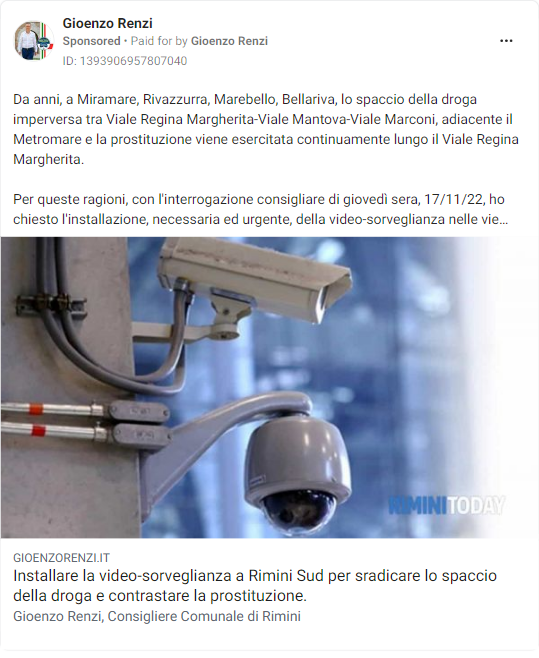 Gioenzo Renzi
Sponsored • Paid for by Gioenzo Renzi
ID: 1393906957807040
Da anni, a Miramare, Rivazzurra, Marebello, Bellariva, lo spaccio della droga
imperversa tra Viale Regina Margherita-Viale Mantova-Viale Marconi, adiacente il
Metromare e la prostituzione viene esercitata continuamente lungo il Viale Regina
Margherita.
Per queste ragioni, con l'interrogazione consigliare di giovedì sera, 17/11/22, ho
chiesto l'installazione, necessaria ed urgente, della video-sorveglianza nelle vie...
RIMINITODAY
GIOENZORENZI.IT
Installare la video-sorveglianza a Rimini Sud per sradicare lo spaccio
della droga e contrastare la prostituzione.
Gioenzo Renzi, Consigliere Comunale di Rimini